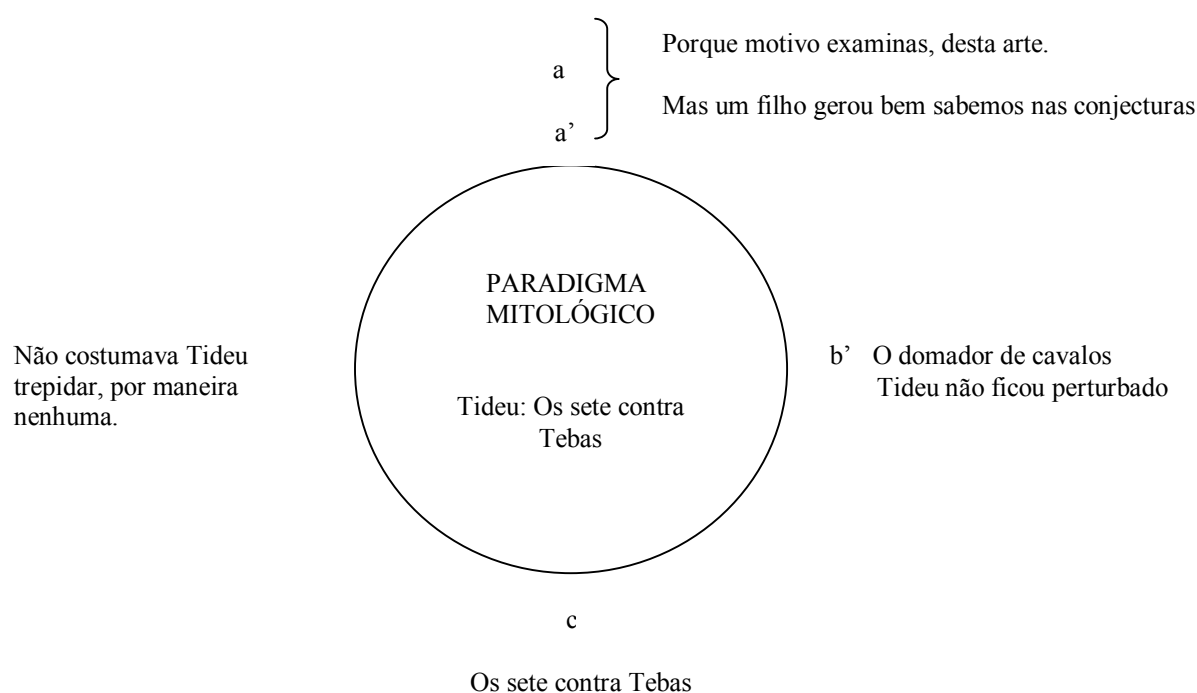 a
Porque motivo examinas, desta arte.
Mas um filho gerou bem sabemos nas conjecturas
a’
PARADIGMA
MITOLÓGICO
Tideu: Os sete contra
Tebas
Não costumava Tideu
trepidar, por maneira
nenhuma.
b’ O domador de cavalos
Tideu não ficou perturbado
c
Os sete contra Tebas